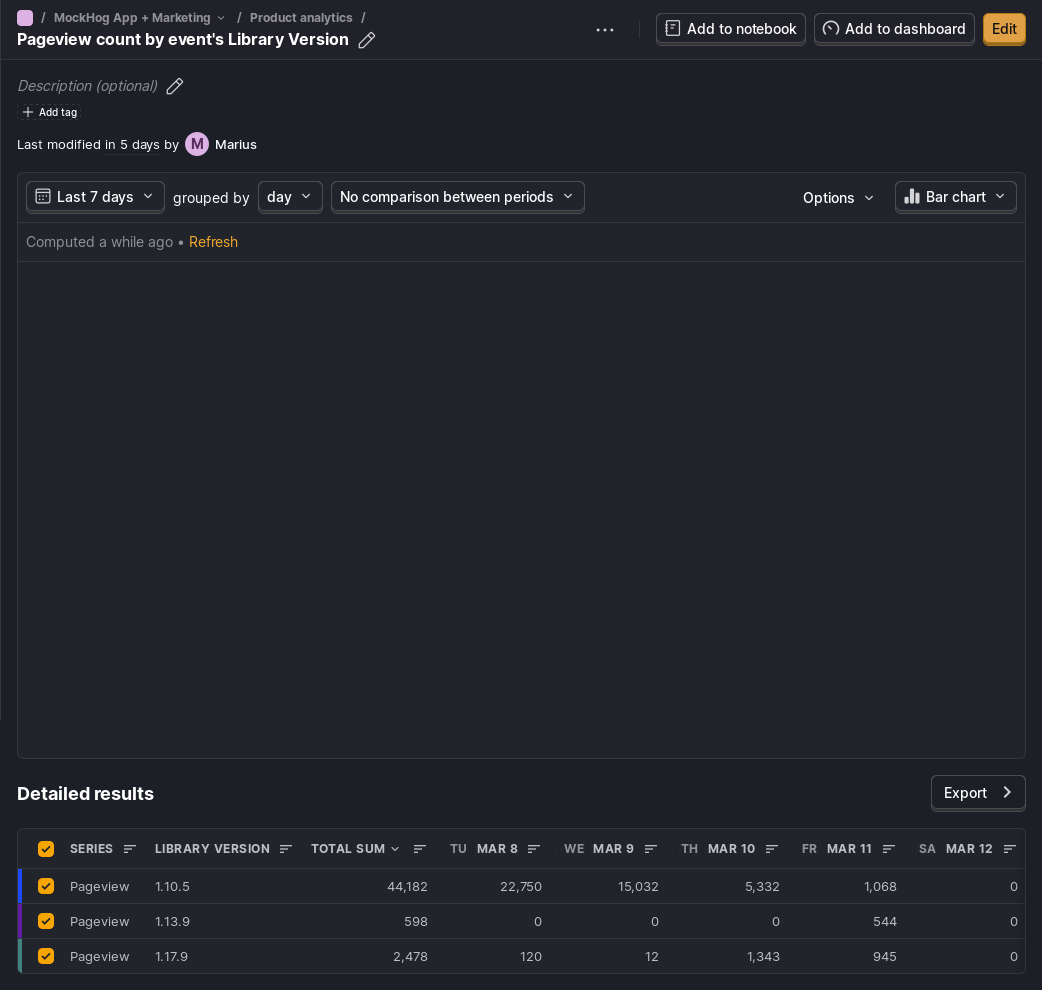 / MockHog App + Marketing / Product analytics /
Pageview count by event's Library Version
Add to notebook
Add to dashboard
Edit
Description (optional)
Add tag
Last modified in 5 days by M Marius
Last 7 days grouped by day No comparison between periods Options Bar chart
Computed a while ago • Refresh
Detailed results
Export
SERIES LIBRARY VERSION TOTAL SUM TU MAR 8 WE MAR 9 TH MAR 10 FR MAR 11 SA MAR 12
Pageview 1.10.5 44,182 22,750 15,032 5,332 1,068 0
Pageview 1.13.9 598 0 0 0 544 0
Pageview 1.17.9 2,478 120 12 1,343 945 0